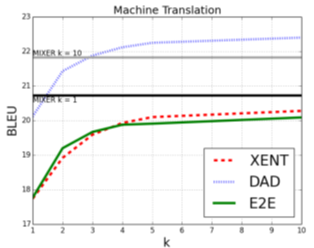 Machine Translation
23
22
MIXER k = 10
21
MIXER k = 1
20
19
18
17
BLEU
XENT
DAD
E2E
1 2 3 4 5 6 7 8 9 10
k